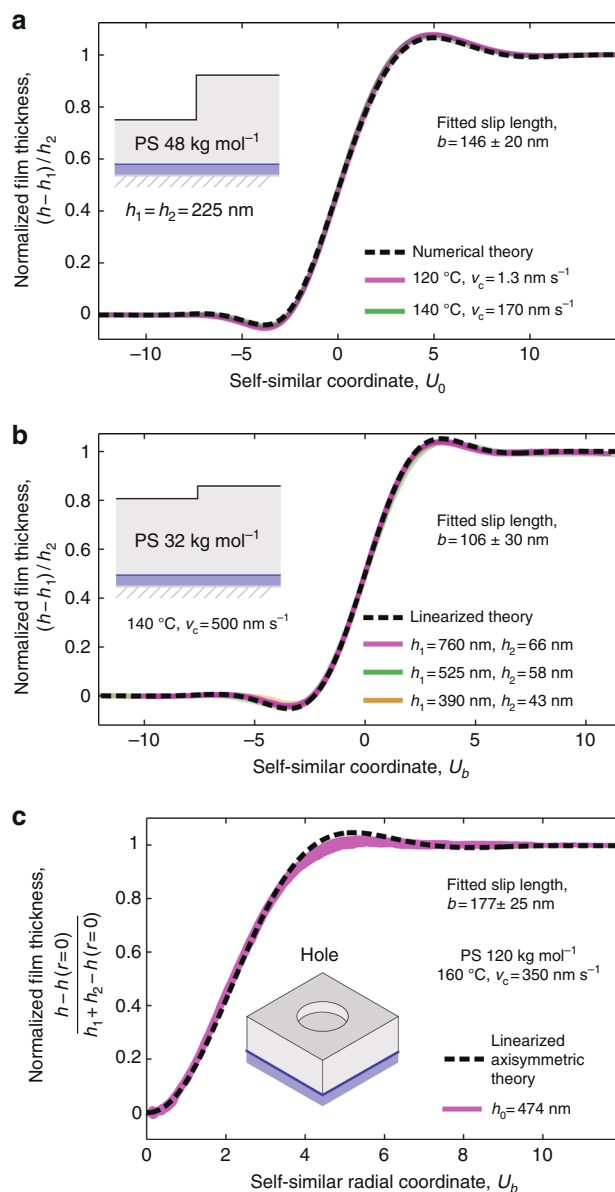 a
Normalized film thickness,
(h−h₁)/h₂
1
0.8
0.6
0.4
0.2
0
PS 48 kg mol⁻¹
h₁ = h₂ = 225 nm
Fitted slip length,
b = 146 ± 20 nm
Numerical theory
120 °C, v_c = 1.3 nm s⁻¹
140 °C, v_c = 170 nm s⁻¹
−10 −5 0 5 10
Self-similar coordinate, U₀
b
Normalized film thickness,
(h−h₁)/h₂
1
0.8
0.6
0.4
0.2
0
PS 32 kg mol⁻¹
140 °C, v_c = 500 nm s⁻¹
Fitted slip length,
b = 106 ± 30 nm
Linearized theory
h₁ = 760 nm, h₂ = 66 nm
h₁ = 525 nm, h₂ = 58 nm
h₁ = 390 nm, h₂ = 43 nm
−10 −5 0 5 10
Self-similar coordinate, U_b
c
Normalized film thickness,
h − h(r=0)
h₁ + h₂ − h(r=0)
1
0.8
0.6
0.4
0.2
0
Hole
Fitted slip length,
b = 177± 25 nm
PS 120 kg mol⁻¹
160 °C, v_c = 350 nm s⁻¹
Linearized
axisymmetric
theory
h₀ = 474 nm
0 2 4 6 8 10
Self-similar radial coordinate, U_b